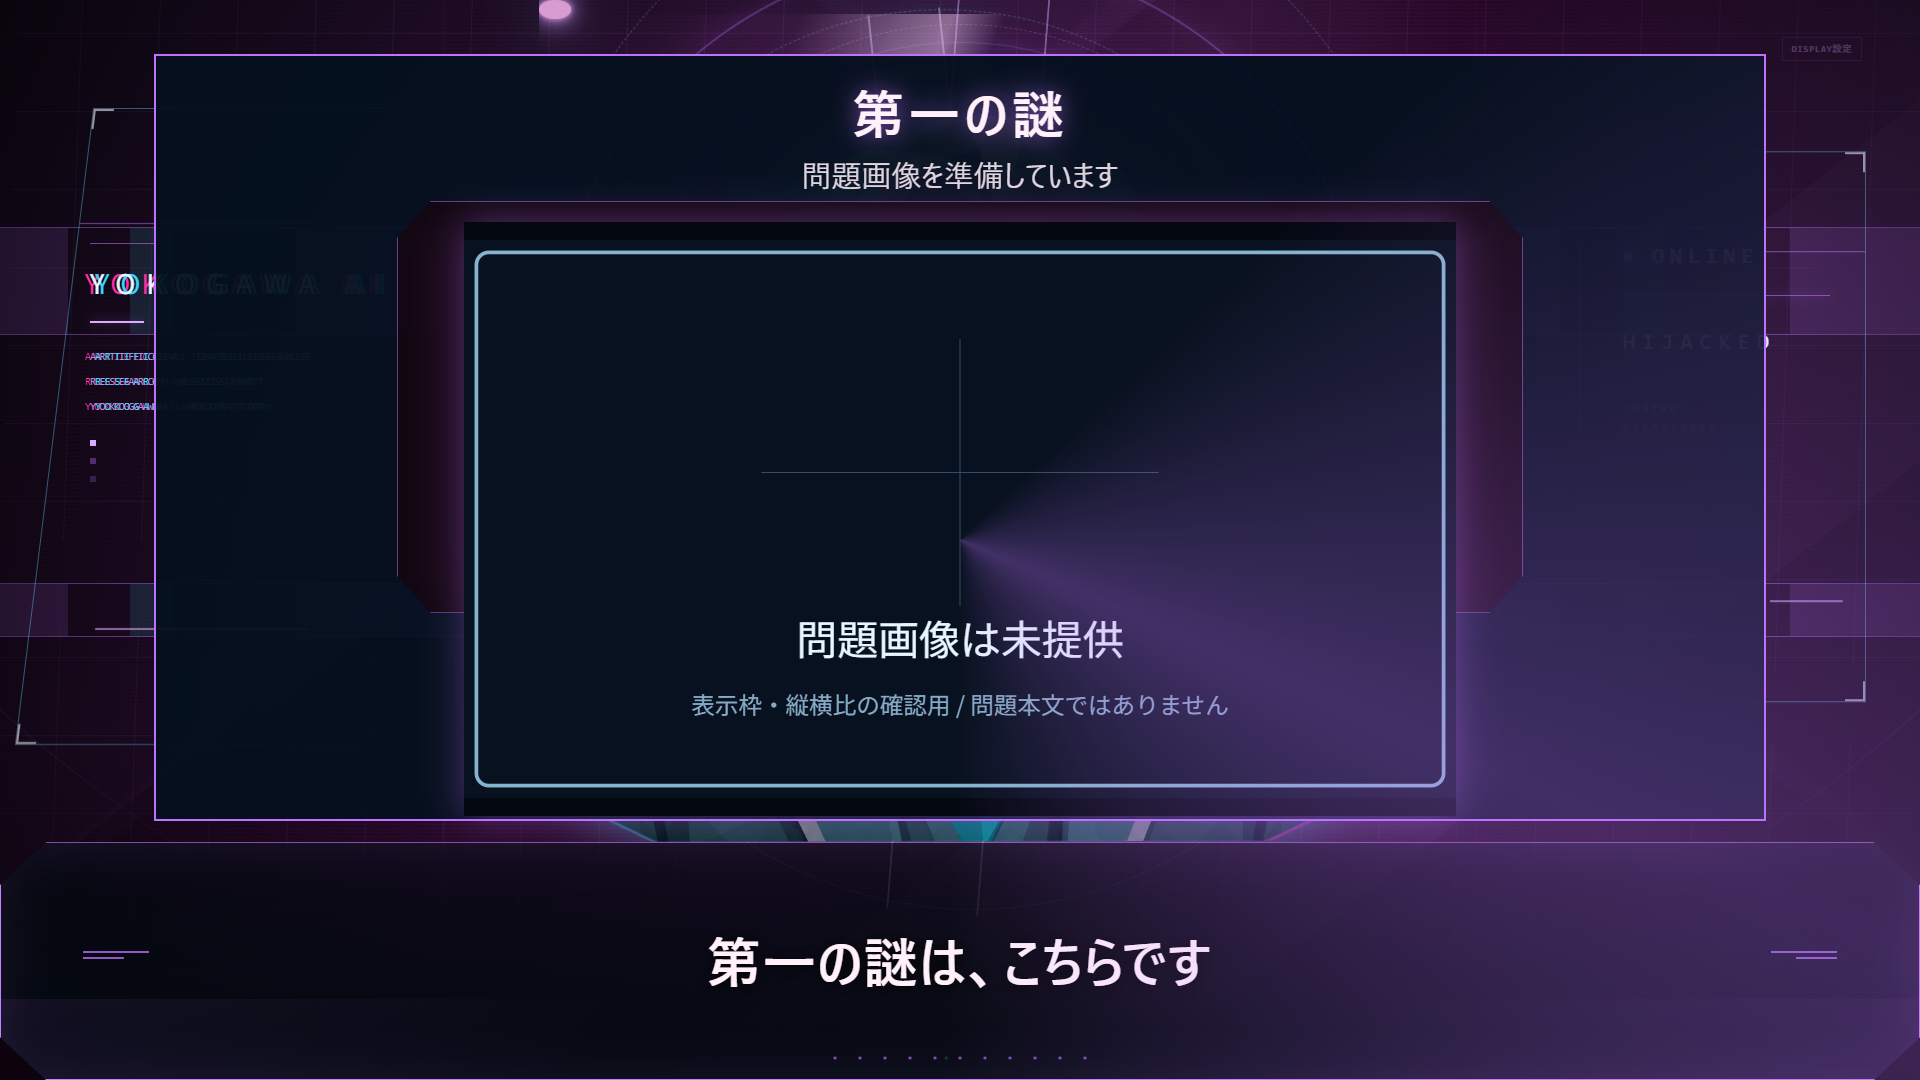 DISPLAY設定
第一の謎
問題画像を準備しています
YOKOGAWA AI
ONLINE
HIJACKED
問題画像は未提供
表示枠・縦横比の確認用 / 問題本文ではありません
第一の謎は、こちらです